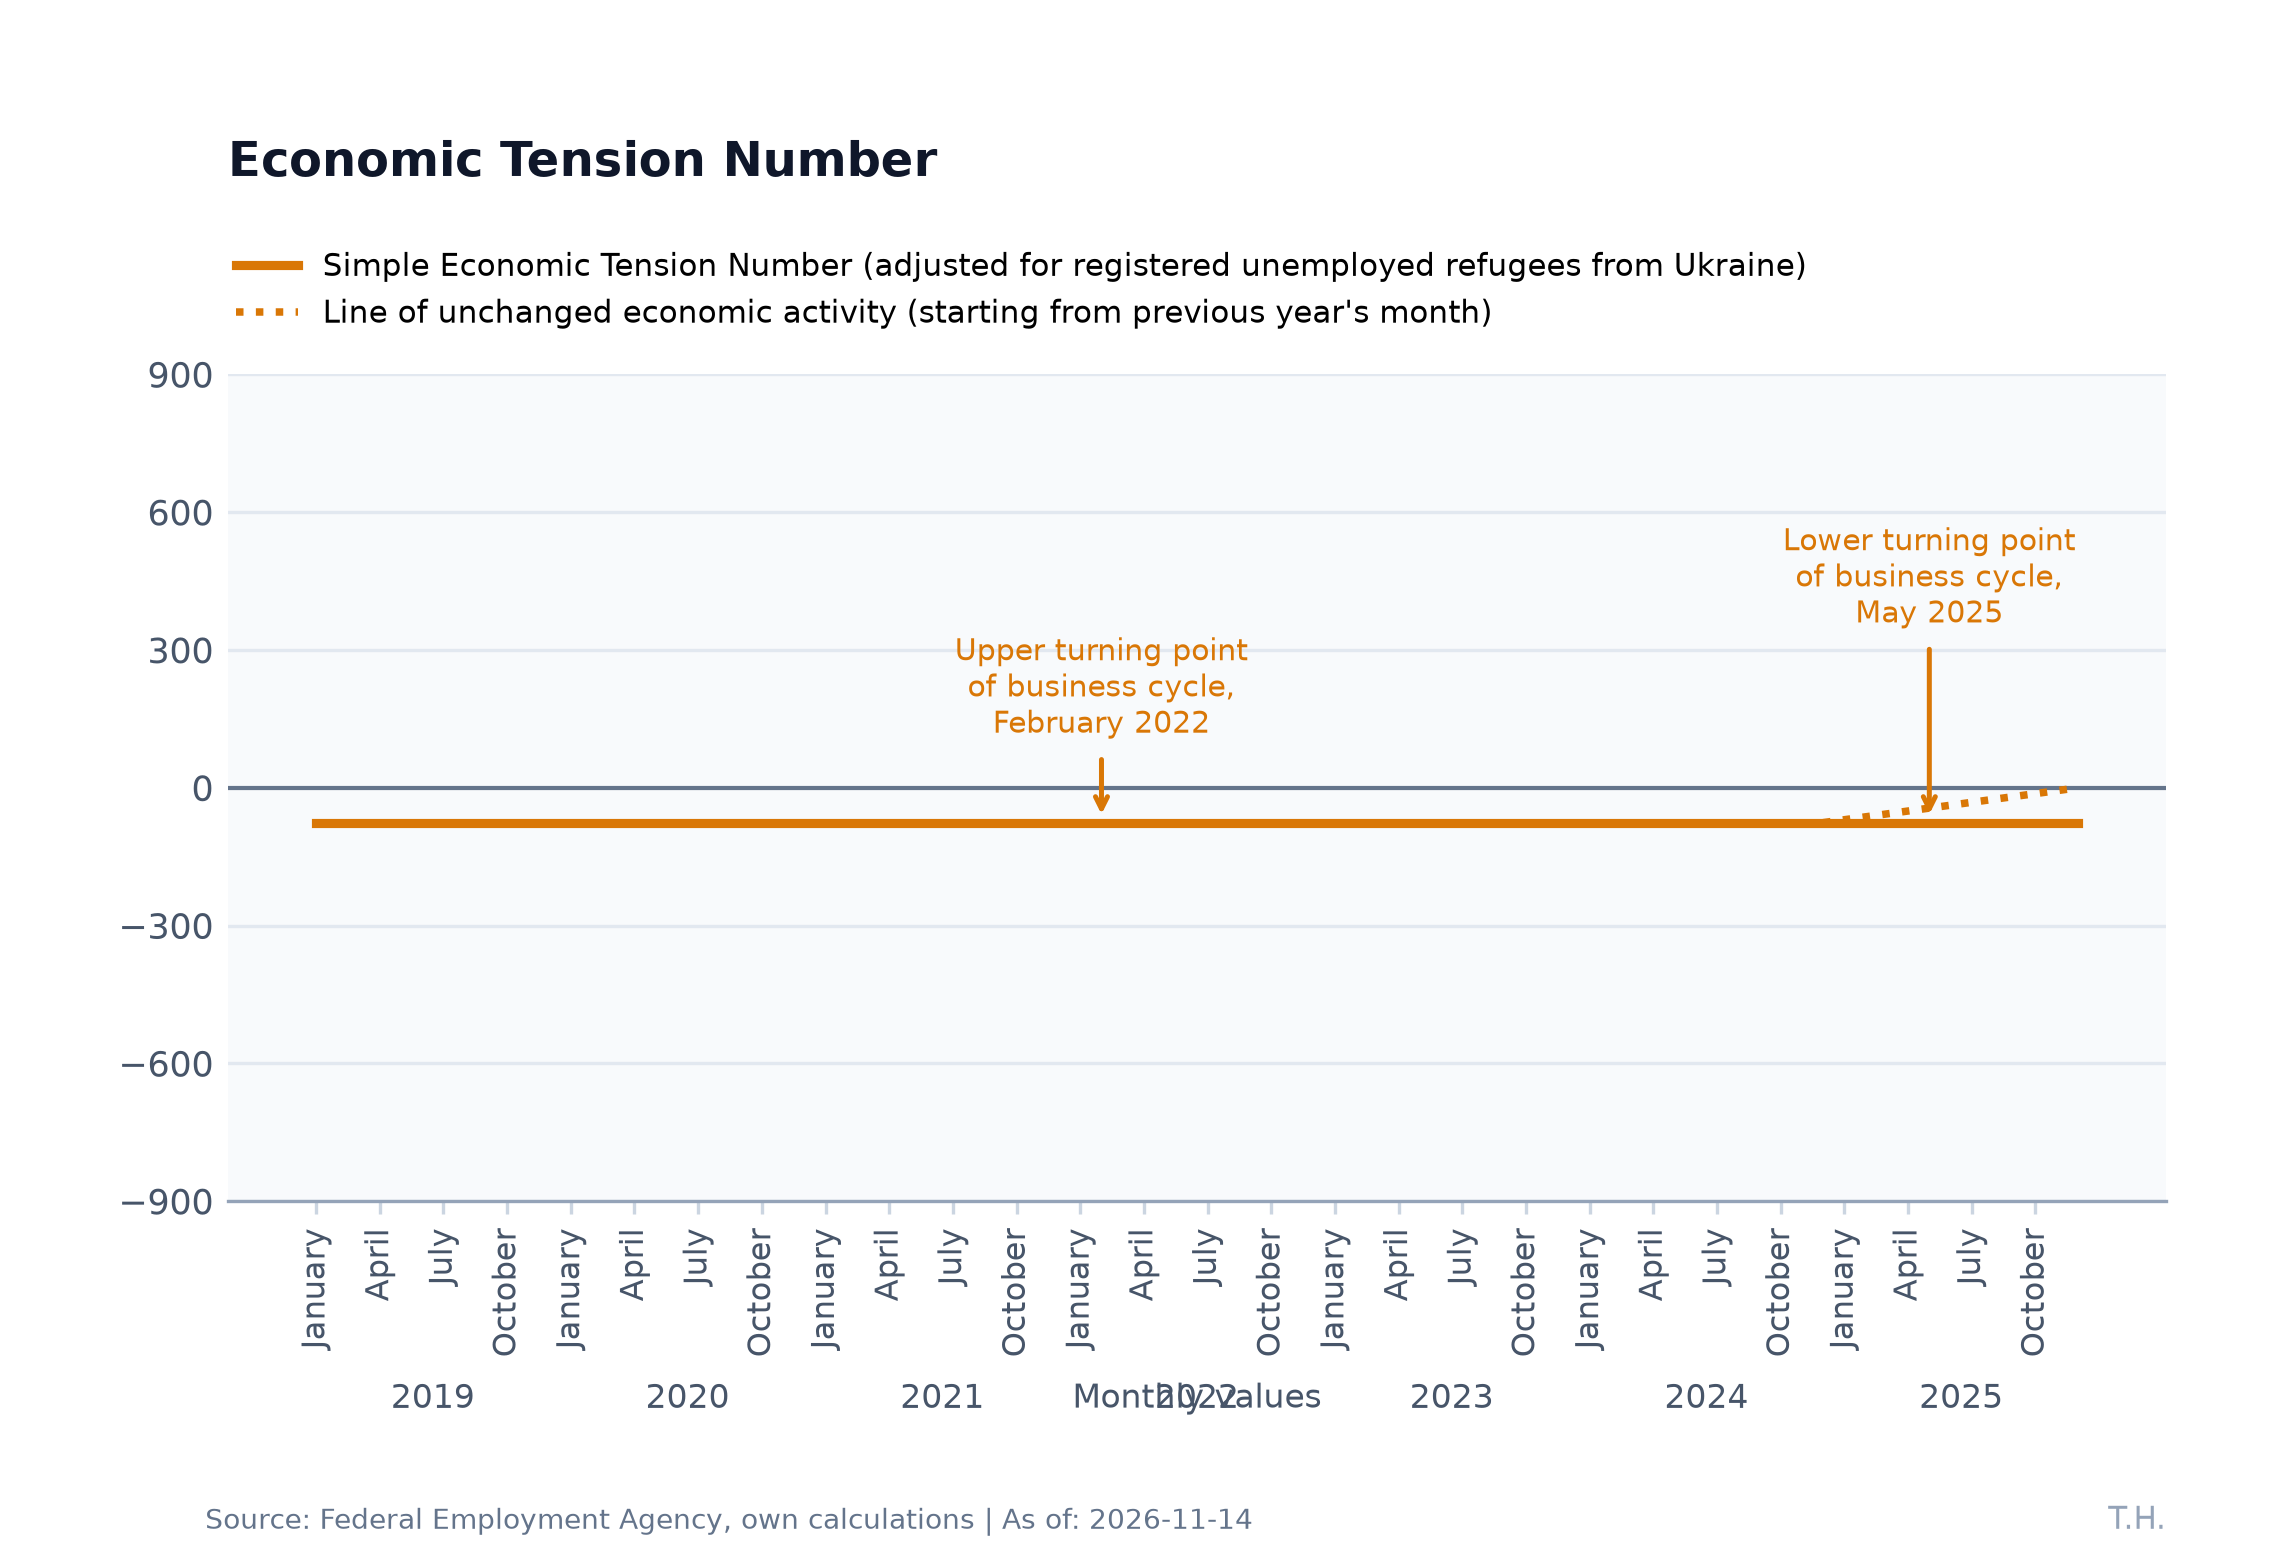 Economic Tension Number
Simple Economic Tension Number (adjusted for registered unemployed refugees from Ukraine)
Line of unchanged economic activity (starting from previous year's month)
900
600
300
0
−300
−600
−900
Upper turning point
of business cycle,
February 2022
Lower turning point
of business cycle,
May 2025
January
April
July
October
January
April
July
October
January
April
July
October
January
April
July
October
January
April
July
October
January
April
July
October
January
April
July
October
2019
2020
2021
2022
2023
2024
2025
Monthly values
Source: Federal Employment Agency, own calculations | As of: 2026-11-14
T.H.